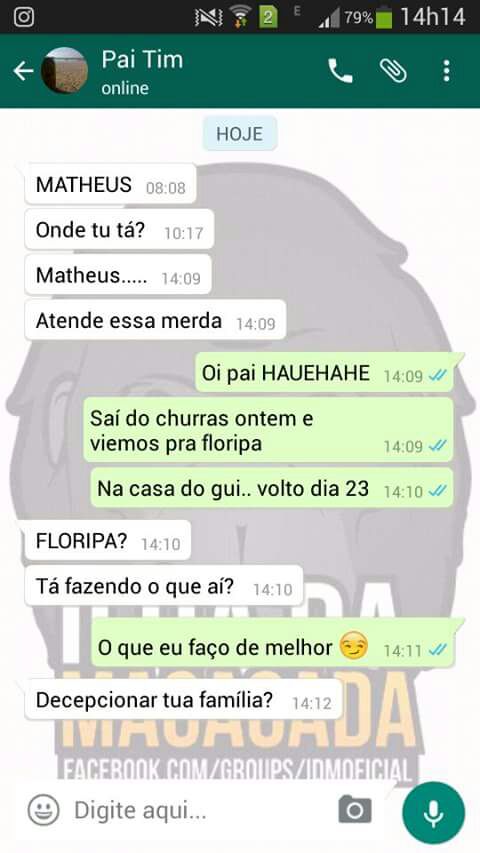 E
79%
14h14
Pai Tim
online
HOJE
MATHEUS 08:08
Onde tu tá? 10:17
Matheus..... 14:09
Atende essa merda 14:09
Oi pai HAUEHAHE 14:09
Saí do churras ontem e
viemos pra floripa 14:09
Na casa do gui.. volto dia 23 14:10
FLORIPA? 14:10
Tá fazendo o que aí? 14:10
O que eu faço de melhor 😏 14:11
Decepcionar tua família? 14:12
MACACADA
FACEBOOK.COM/GROUPS/IDMOFICIAL
Digite aqui...